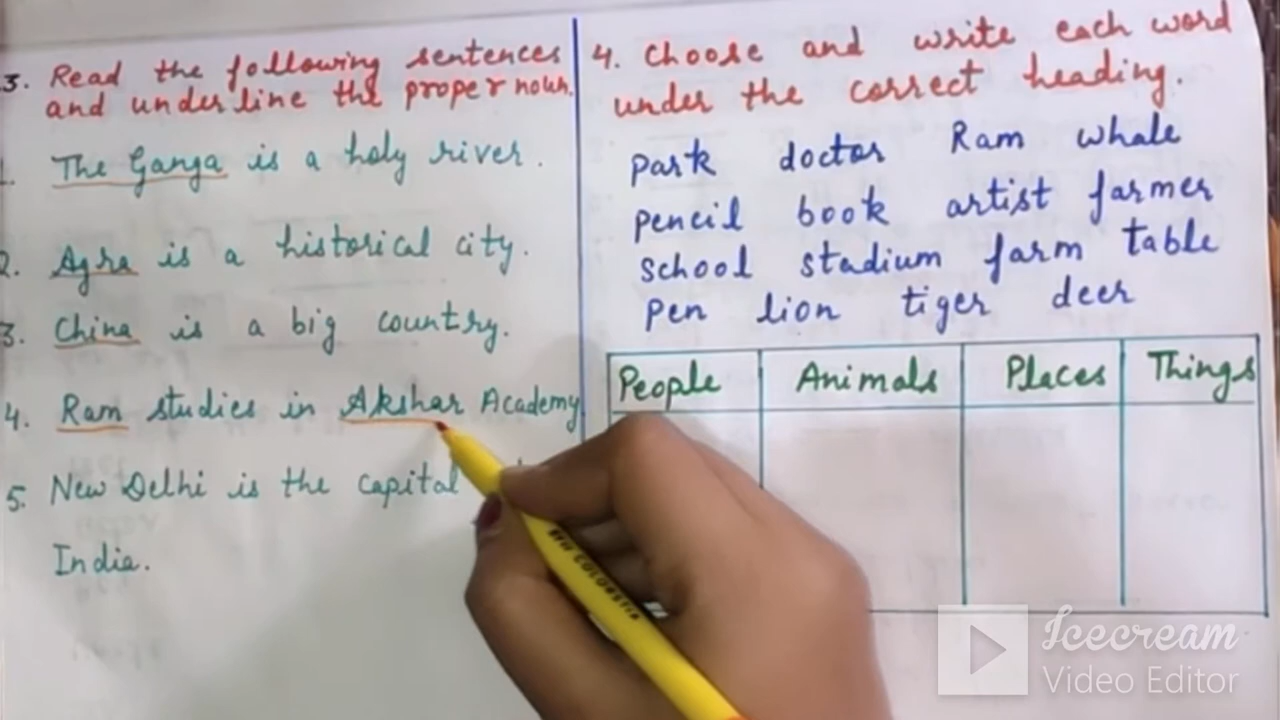 3. Read the following sentences
and underline the proper noun.
1. The Ganga is a holy river.
2. Agra is a historical city.
3. China is a big country.
4. Ram studies in Akshar Academy
5. New Delhi is the capital
India.
4. Choose and write each word
under the correct heading.
Park doctor Ram whale
Pencil book artist farmer
School stadium farm table
Pen lion tiger deer
People Animals Places Things
NEW COLORETIX
Icecream
Video Editor